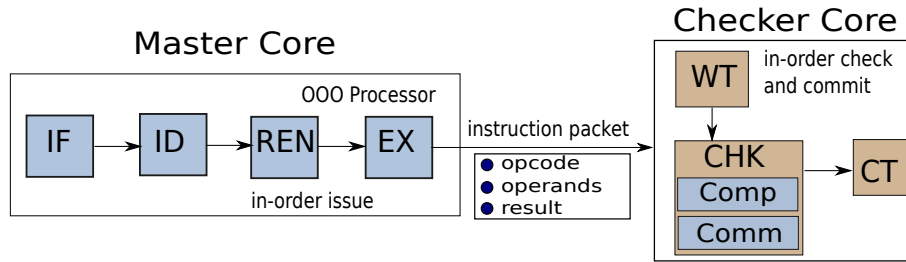 Master Core
OOO Processor
IF
ID
REN
EX
in-order issue
instruction packet
opcode
operands
result
Checker Core
WT
in-order check
and commit
CHK
Comp
Comm
CT